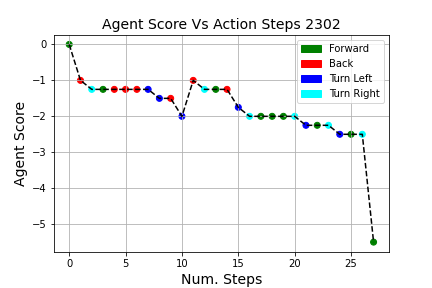 Agent Score Vs Action Steps 2302
0
−1
−2
−3
−4
−5
Agent Score
Forward
Back
Turn Left
Turn Right
0 5 10 15 20 25
Num. Steps